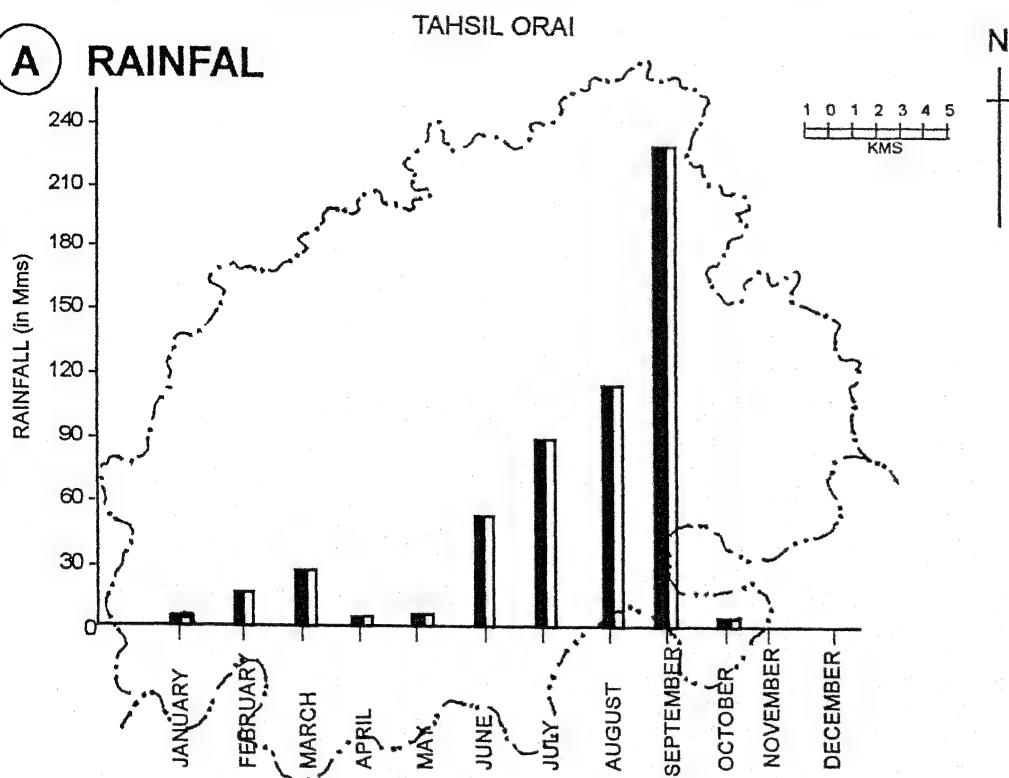 TAHSIL ORAI
A RAINFAL
N
1 0 1 2 3 4 5
KMS
RAINFALL (in Mms)
240
210
180
150
120
90
60
30
0
JANUARY
FEBRUARY
MARCH
APRIL
MAY
JUNE
JULY
AUGUST
SEPTEMBER
OCTOBER
NOVEMBER
DECEMBER